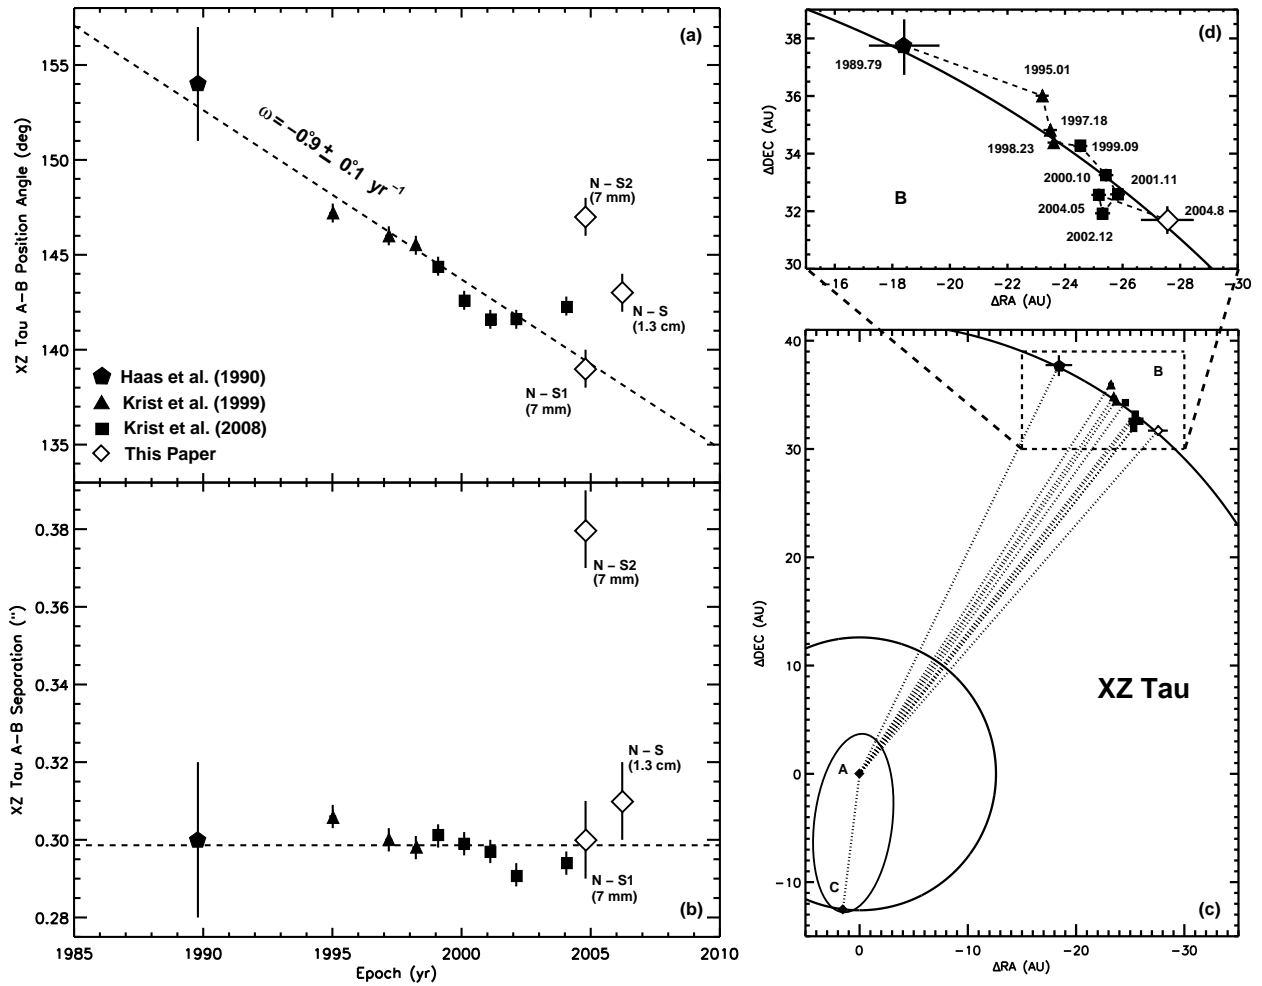 (a)
XZ Tau A−B Position Angle (deg)
155
150
145
140
135
ω = −0.°9 ± 0.°1 yr⁻¹
N − S2
(7 mm)
N − S
(1.3 cm)
N − S1
(7 mm)
Haas et al. (1990)
Krist et al. (1999)
Krist et al. (2008)
This Paper
XZ Tau A−B Separation (")
0.38
0.36
0.34
0.32
0.30
0.28
N − S2
(7 mm)
N − S
(1.3 cm)
N − S1
(7 mm)
(b)
1985 1990 1995 2000 2005 2010
Epoch (yr)
(d)
ΔDEC (AU)
38
36
34
32
30
1989.79
1995.01
1997.18
1998.23
1999.09
2000.10
2001.11
2004.05
2004.8
2002.12
B
−16 −18 −20 −22 −24 −26 −28 −30
ΔRA (AU)
ΔDEC (AU)
40
30
20
10
0
−10
B
XZ Tau
A
C
(c)
0 −10 −20 −30
ΔRA (AU)